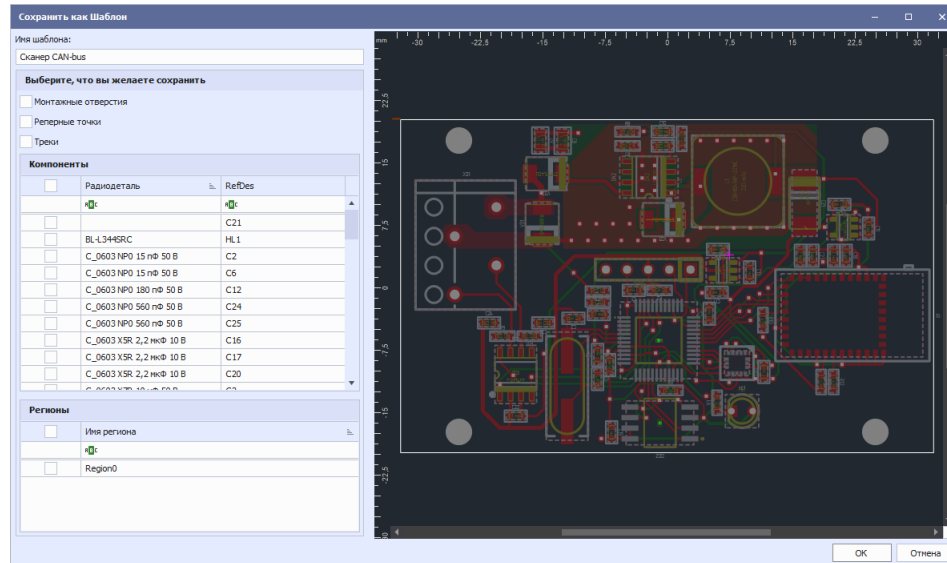 Сохранить как Шаблон
Имя шаблона:
Сканер CAN-bus
Выберите, что вы желаете сохранить
Монтажные отверстия
Реперные точки
Треки
Компоненты
Радиодеталь RefDes
C21
BL-L344SRC HL1
C_0603 NP0 15 пФ 50 В C2
C_0603 NP0 15 пФ 50 В C6
C_0603 NP0 180 пФ 50 В C12
C_0603 NP0 560 пФ 50 В C24
C_0603 NP0 560 пФ 50 В C25
C_0603 X5R 2,2 мкФ 10 В C16
C_0603 X5R 2,2 мкФ 10 В C17
C_0603 X5R 2,2 мкФ 10 В C20
Регионы
Имя региона
Region0
mm -30 -22,5 -15 -7,5 0 7,5 15 22,5 30
22,5
15
7,5
0
-7,5
-15
-22,5
-30
OK Отмена